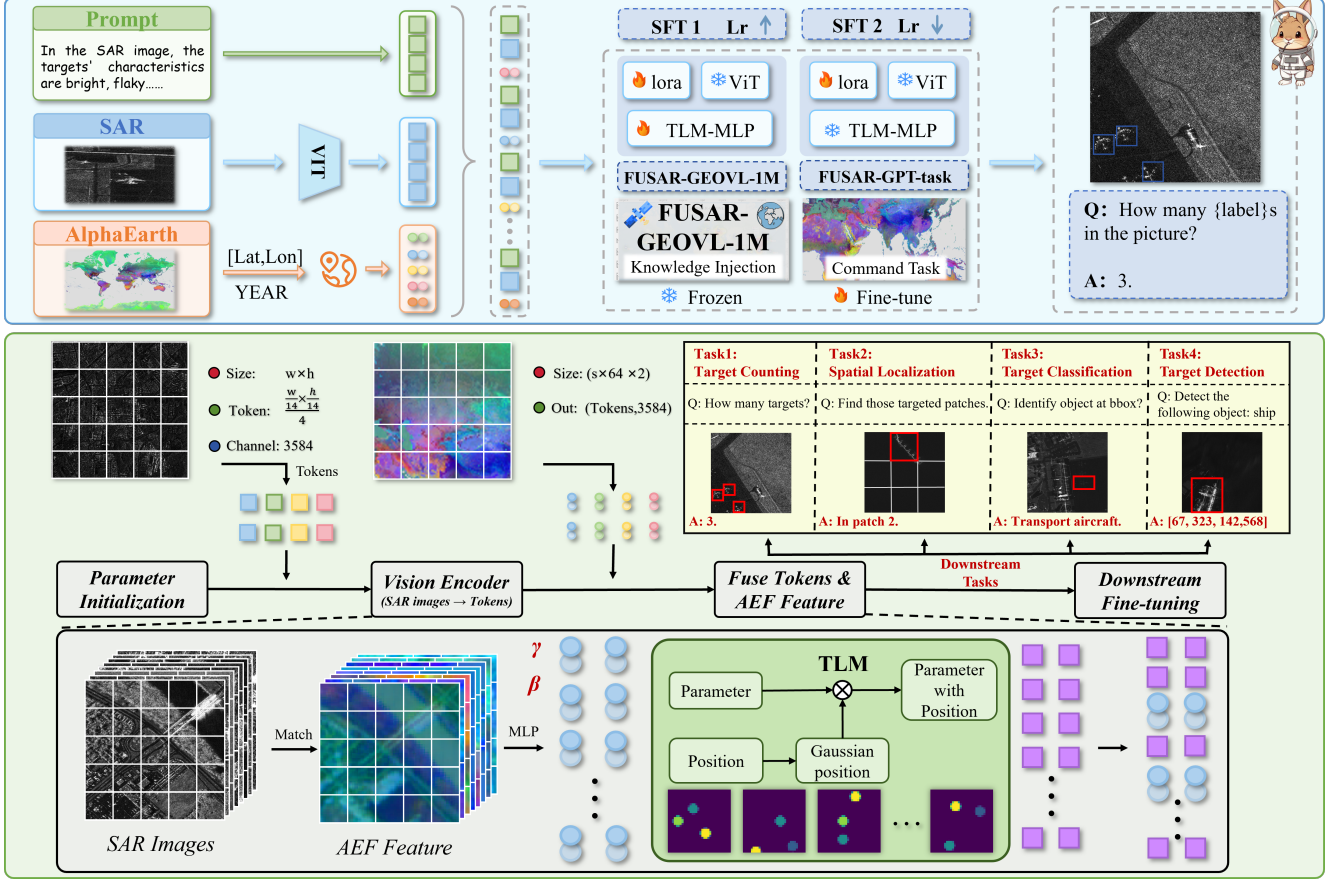 Prompt
In the SAR image, the
targets' characteristics
are bright, flaky......
SAR
VIT
AlphaEarth
[Lat,Lon]
YEAR
SFT 1 Lr
SFT 2 Lr
lora
ViT
TLM-MLP
lora
ViT
TLM-MLP
FUSAR-GEOVL-1M
FUSAR-GPT-task
FUSAR-
GEOVL-1M
Knowledge Injection
Command Task
Frozen
Fine-tune
Q: How many {label}s
in the picture?
A: 3.
Size: w×h
Token: w/14 × h/14 / 4
Channel: 3584
Tokens
Size: (s×64 ×2)
Out: (Tokens,3584)
Task1:
Target Counting
Q: How many targets?
A: 3.
Task2:
Spatial Localization
Q: Find those targeted patches.
A: In patch 2.
Task3:
Target Classification
Q: Identify object at bbox?
A: Transport aircraft.
Task4:
Target Detection
Q: Detect the
following object: ship
A: [67, 323, 142,568]
Parameter
Initialization
Vision Encoder
(SAR images → Tokens)
Fuse Tokens &
AEF Feature
Downstream
Tasks
Downstream
Fine-tuning
SAR Images
Match
AEF Feature
MLP
γ
β
TLM
Parameter
Parameter
with
Position
Position
Gaussian
position